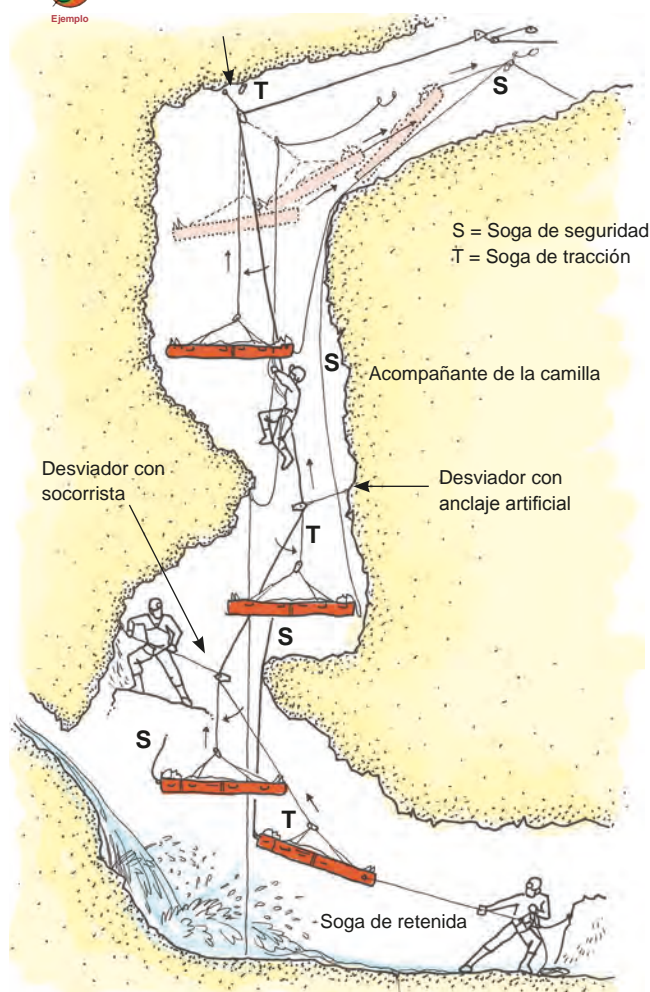 Ejemplo
T
S
S = Soga de seguridad
T = Soga de tracción
S
Acompañante de la camilla
Desviador con
socorrista
Desviador con
anclaje artificial
T
S
S
T
Soga de retenida